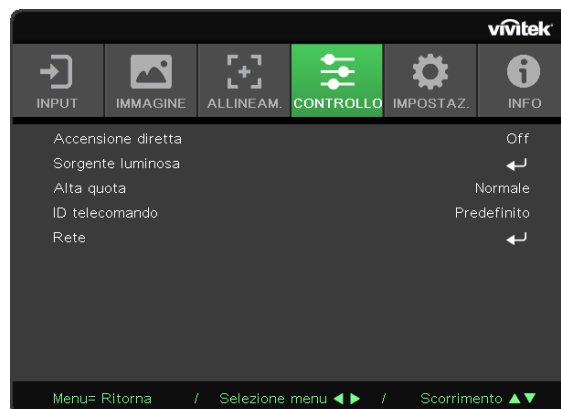 vivitek
INPUT IMMAGINE ALLINEAM. CONTROLLO IMPOSTAZ. INFO
Accensione diretta Off
Sorgente luminosa
Alta quota Normale
ID telecomando Predefinito
Rete
Menu= Ritorna / Selezione menu ◀ ▶ / Scorrimento ▲▼